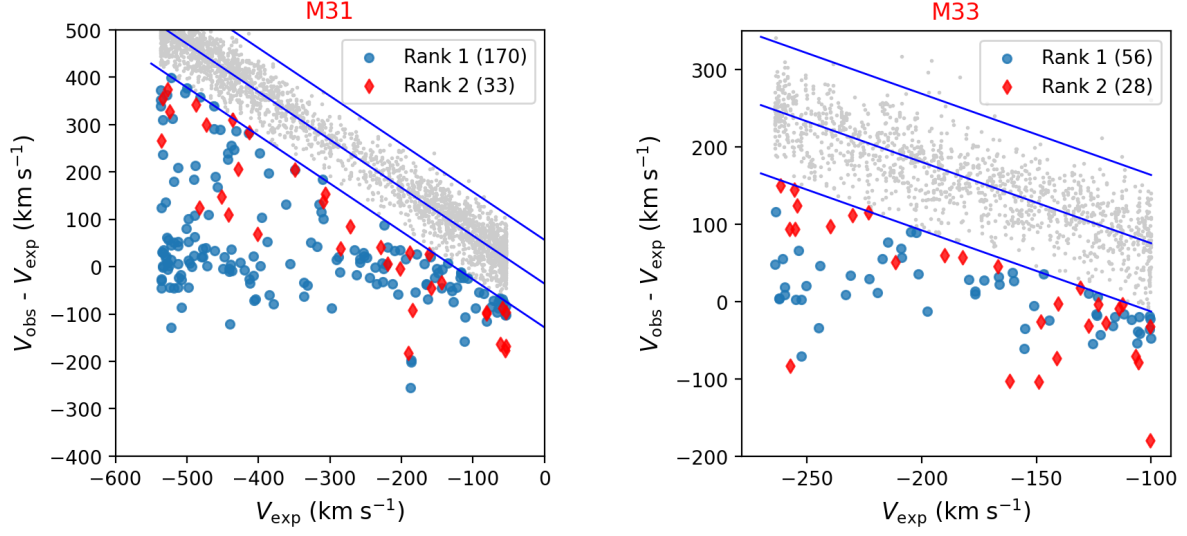 M31
500
400
300
200
100
0
−100
−200
−300
−400
−600
−500
−400
−300
−200
−100
0
V_obs - V_exp (km s⁻¹)
V_exp (km s⁻¹)
Rank 1 (170)
Rank 2 (33)
M33
300
200
100
0
−100
−200
−250
−200
−150
−100
V_obs - V_exp (km s⁻¹)
V_exp (km s⁻¹)
Rank 1 (56)
Rank 2 (28)